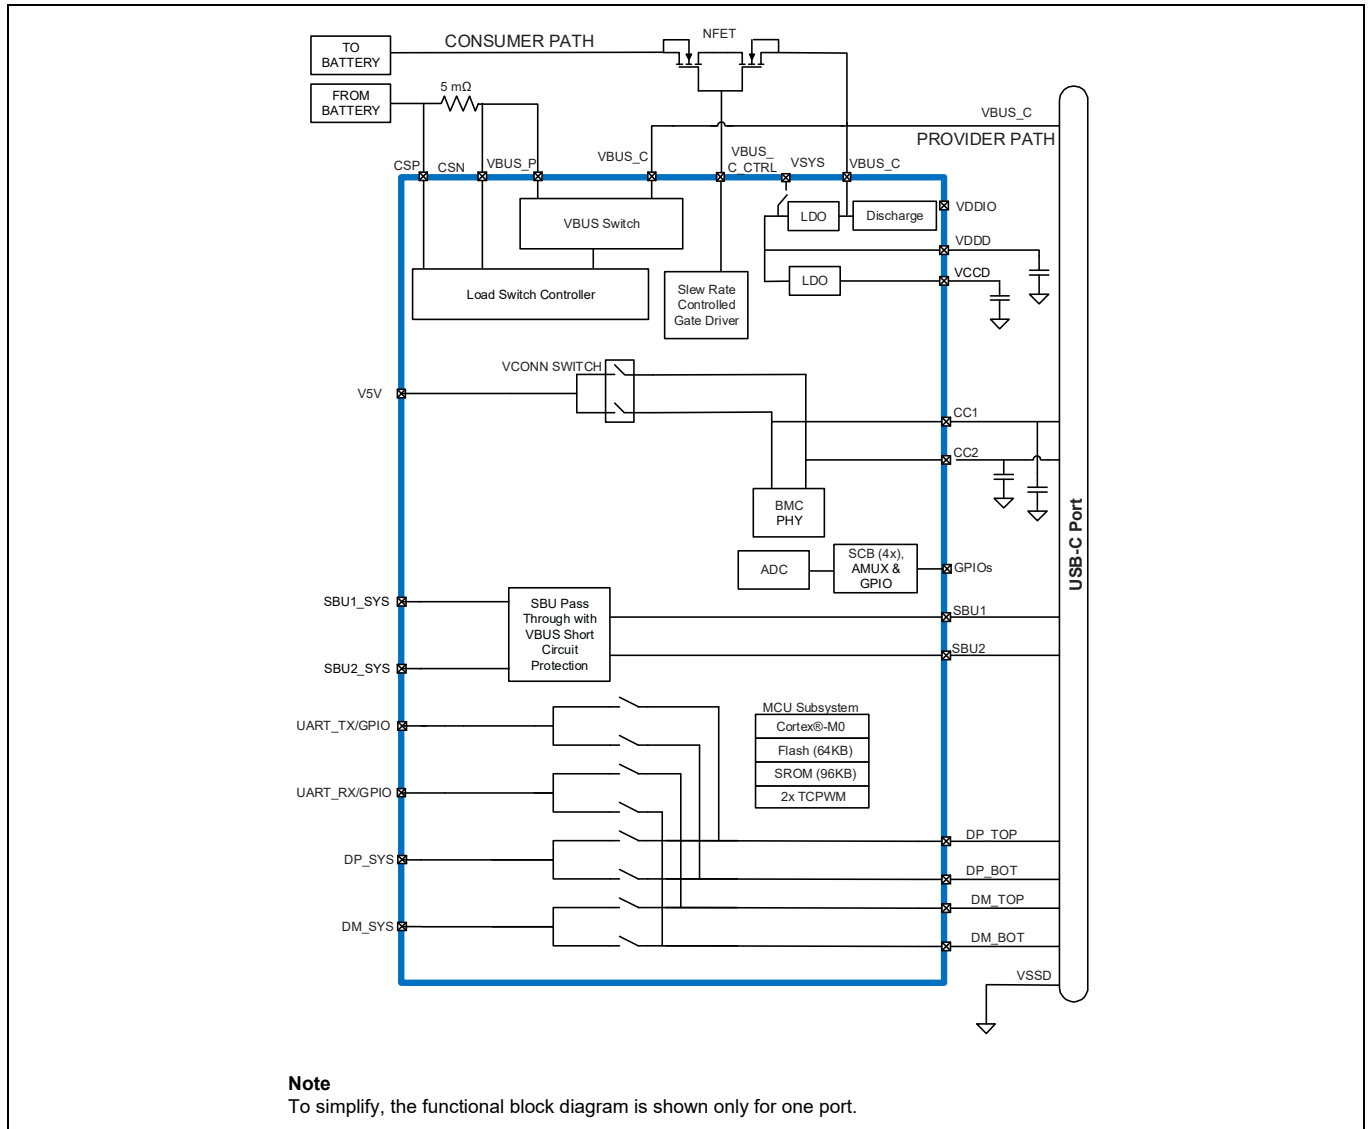 CONSUMER PATH
NFET
TO
BATTERY
FROM
BATTERY
5 mΩ
VBUS_C
PROVIDER PATH
CSP
CSN
VBUS_P
VBUS_C
VBUS_
C_CTRL
VSYS
VBUS_C
VBUS Switch
LDO
Discharge
VDDIO
VDDD
Load Switch Controller
Slew Rate
Controlled
Gate Driver
LDO
VCCD
VCONN SWITCH
V5V
CC1
CC2
BMC
PHY
ADC
SCB (4x),
AMUX &
GPIO
GPIOs
USB-C Port
SBU1_SYS
SBU2_SYS
SBU Pass
Through with
VBUS Short
Circuit
Protection
SBU1
SBU2
UART_TX/GPIO
UART_RX/GPIO
MCU Subsystem
Cortex®-M0
Flash (64KB)
SROM (96KB)
2x TCPWM
DP_SYS
DM_SYS
DP_TOP
DP_BOT
DM_TOP
DM_BOT
VSSD
Note
To simplify, the functional block diagram is shown only for one port.